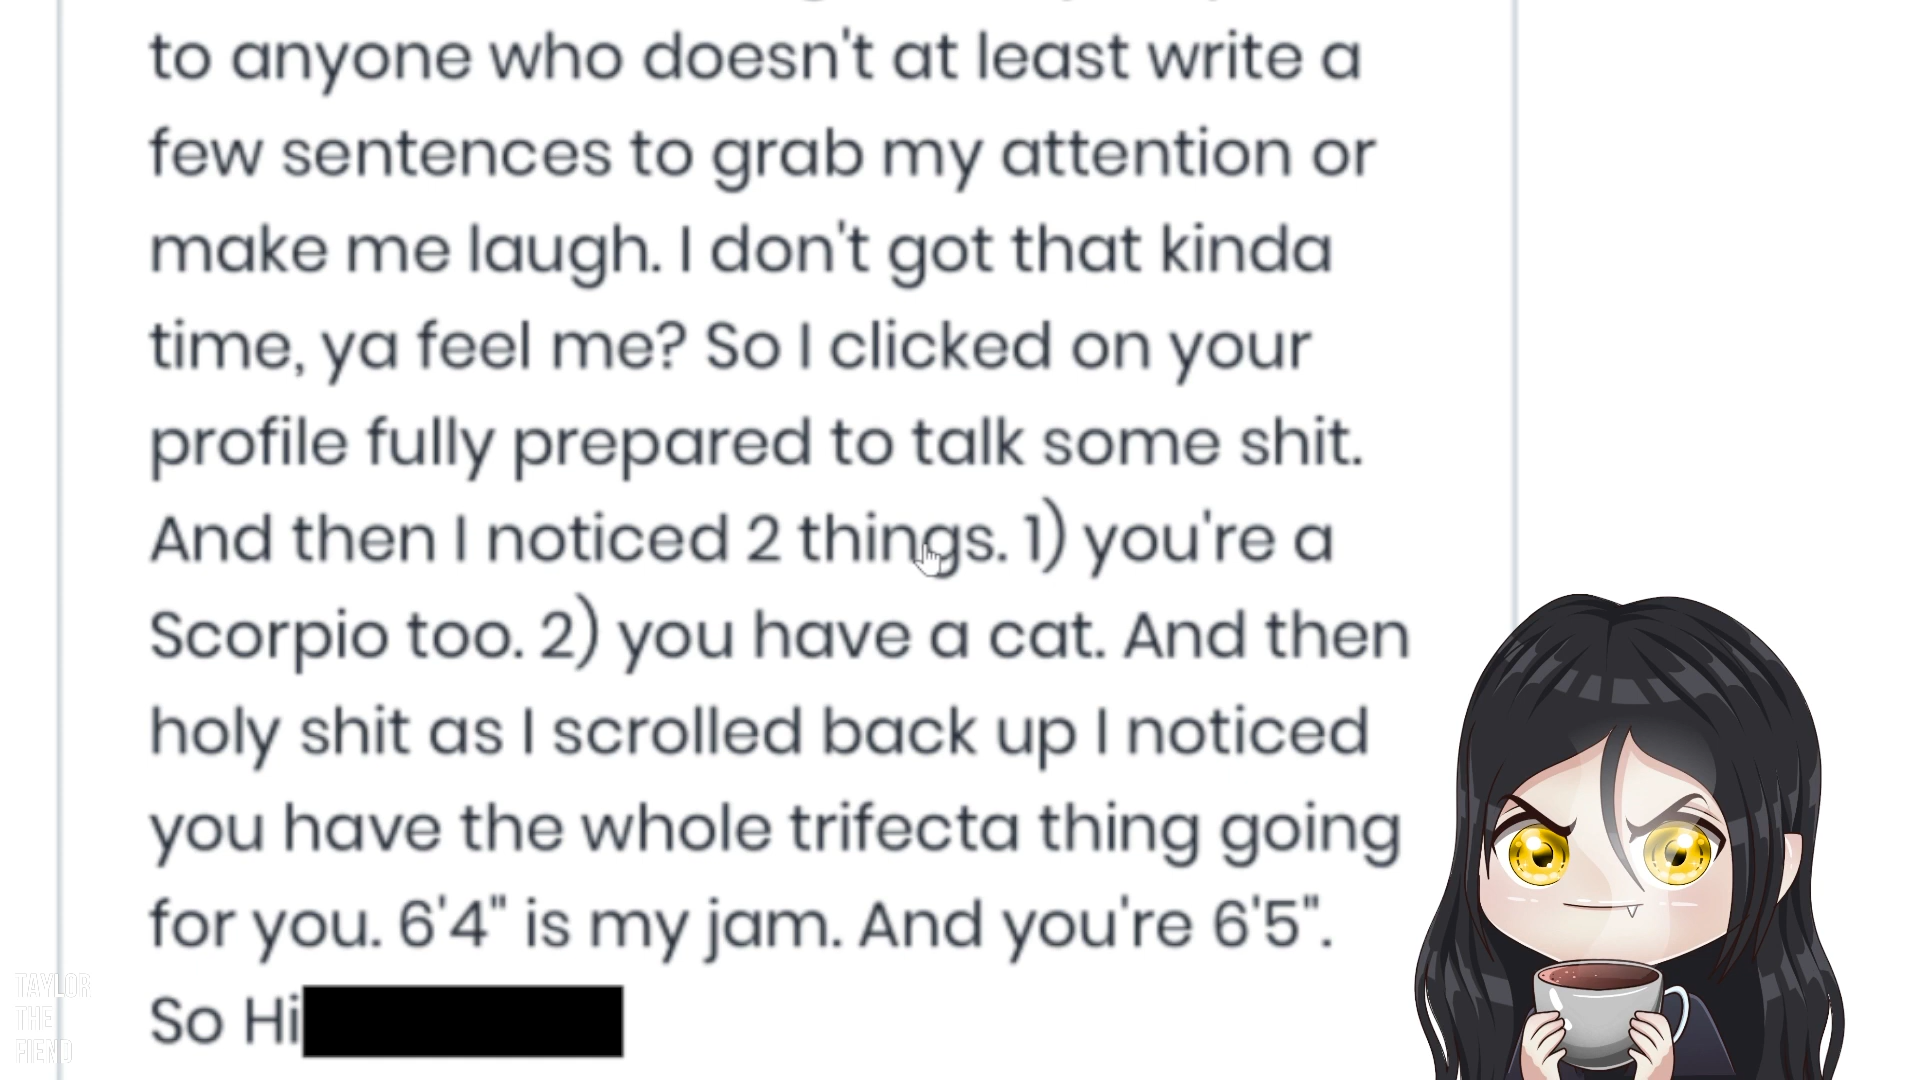 to anyone who doesn't at least write a
few sentences to grab my attention or
make me laugh. I don't got that kinda
time, ya feel me? So I clicked on your
profile fully prepared to talk some shit.
And then I noticed 2 things. 1) you're a
Scorpio too. 2) you have a cat. And then
holy shit as I scrolled back up I noticed
you have the whole trifecta thing going
for you. 6'4" is my jam. And you're 6'5".
So Hi
TAYLOR
THE
FIEND